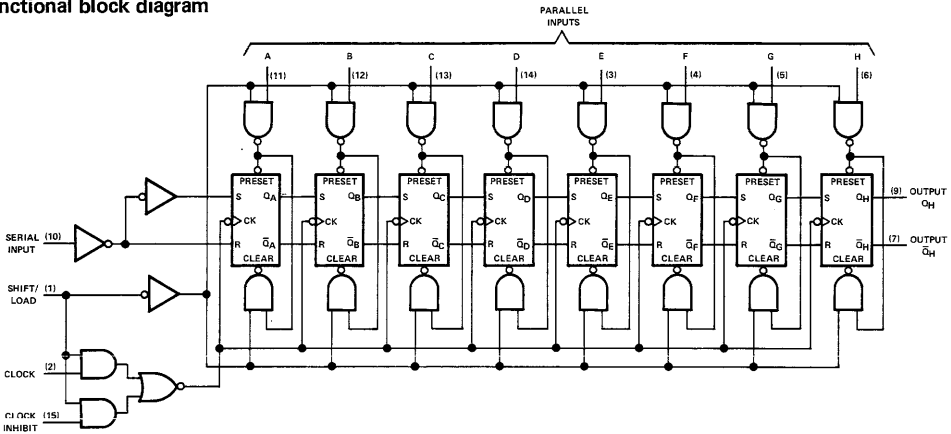 nctional block diagram
PARALLEL
INPUTS
A B C D E F G H
(11) (12) (13) (14) (3) (4) (5) (6)
PRESET PRESET PRESET PRESET PRESET PRESET PRESET PRESET
S QA S QB S QC S QD S QE S QF S QG S QH (9) OUTPUT QH
CK CK CK CK CK CK CK CK
SERIAL INPUT (10)
R Q̅A R Q̅B R Q̅C R Q̅D R Q̅E R Q̅F R Q̅G R Q̅H (7) OUTPUT Q̅H
CLEAR CLEAR CLEAR CLEAR CLEAR CLEAR CLEAR CLEAR
SHIFT/ LOAD (1)
CLOCK (2)
CLOCK INHIBIT (15)